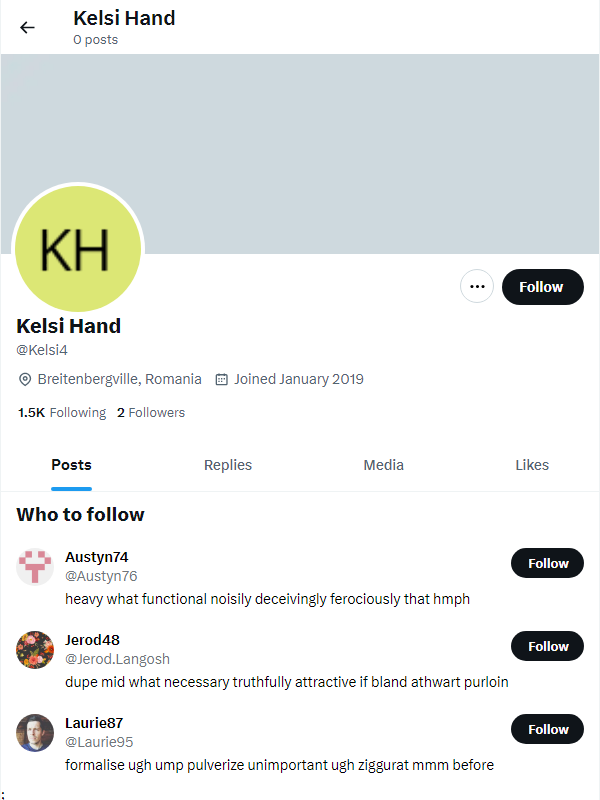 Kelsi Hand
0 posts
KH
Follow
Kelsi Hand
@Kelsi4
Breitenbergville, Romania Joined January 2019
1.5K Following 2 Followers
Posts Replies Media Likes
Who to follow
Austyn74
@Austyn76
Follow
heavy what functional noisily deceivingly ferociously that hmph
Jerod48
@Jerod.Langosh
Follow
dupe mid what necessary truthfully attractive if bland athwart purloin
Laurie87
@Laurie95
Follow
formalise ugh ump pulverize unimportant ugh ziggurat mmm before
;